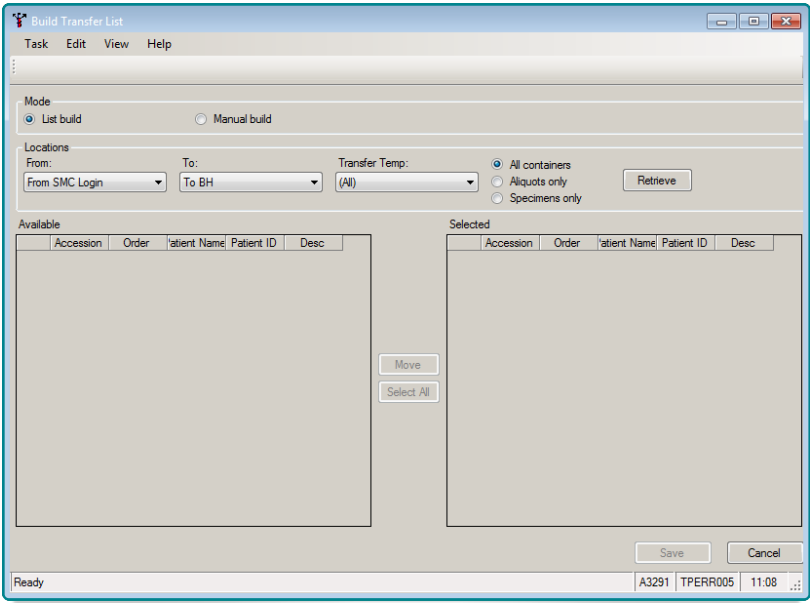 Build Transfer List
Task Edit View Help
Mode
List build Manual build
Locations
From: To: Transfer Temp:
From SMC Login To BH (All)
All containers
Aliquots only
Specimens only
Retrieve
Available Selected
Accession Order 'atient Name Patient ID Desc
Accession Order 'atient Name Patient ID Desc
Move
Select All
Save Cancel
Ready A3291 TPERR005 11:08